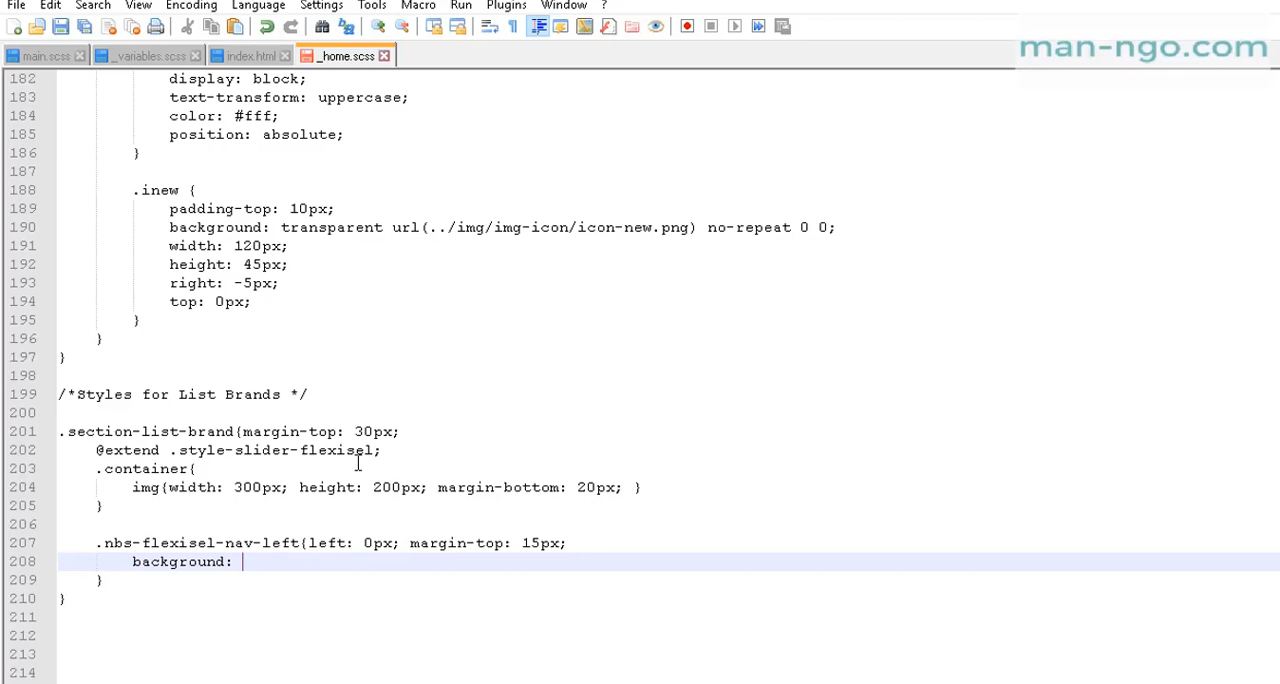 File Edit Search View Encoding Language Settings Tools Macro Run Plugins Window ?
man-ngo.com
main.scss _variables.scss index.html _home.scss
182 display: block;
183 text-transform: uppercase;
184 color: #fff;
185 position: absolute;
186 }
187
188 .inew {
189 padding-top: 10px;
190 background: transparent url(../img/img-icon/icon-new.png) no-repeat 0 0;
191 width: 120px;
192 height: 45px;
193 right: -5px;
194 top: 0px;
195 }
196 }
197 }
198
199 /*Styles for List Brands */
200
201 .section-list-brand{margin-top: 30px;
202 @extend .style-slider-flexisel;
203 .container{
204 img{width: 300px; height: 200px; margin-bottom: 20px; }
205 }
206
207 .nbs-flexisel-nav-left{left: 0px; margin-top: 15px;
208 background:
209 }
210 }
211
212
213
214